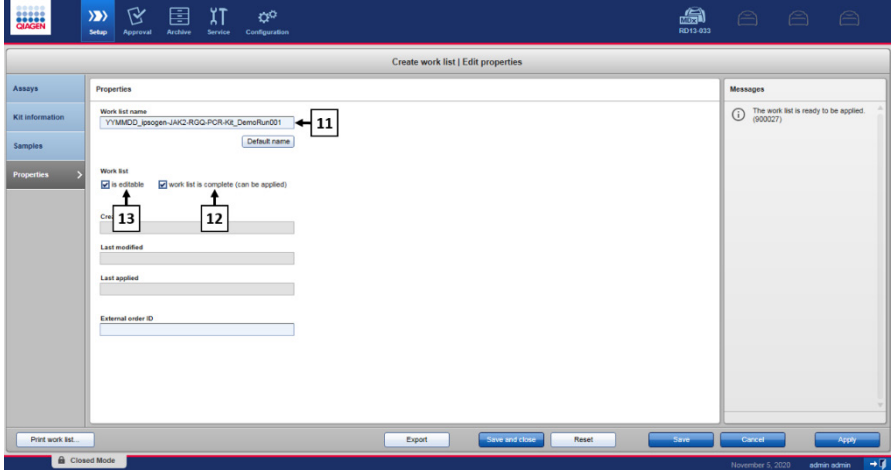 QIAGEN
Setup
Approval
Archive
Service
Configuration
MDx
RD13-033
Create work list | Edit properties
Assays
Kit information
Samples
Properties
Properties
Work list name
YYMMDD_ipsogen-JAK2-RGQ-PCR-Kit_DemoRun001
11
Default name
Work list
is editable
work list is complete (can be applied)
13
12
Crea
Last modified
Last applied
External order ID
Messages
The work list is ready to be applied.
(900027)
Print work list...
Export
Save and close
Reset
Save
Cancel
Apply
Closed Mode
November 5, 2020
admin admin